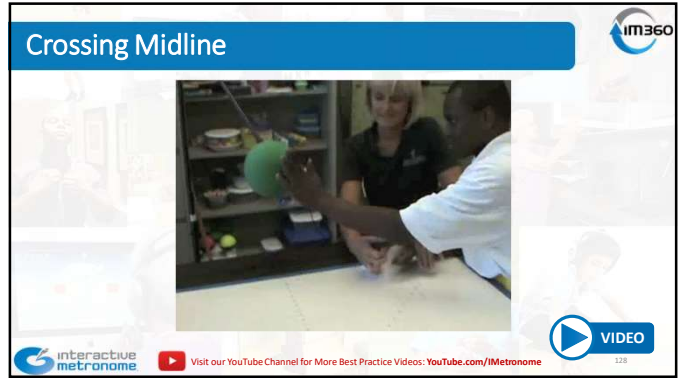 Crossing Midline
IM360
interactive
metronome
Visit our YouTube Channel for More Best Practice Videos: YouTube.com/IMetronome
VIDEO
128